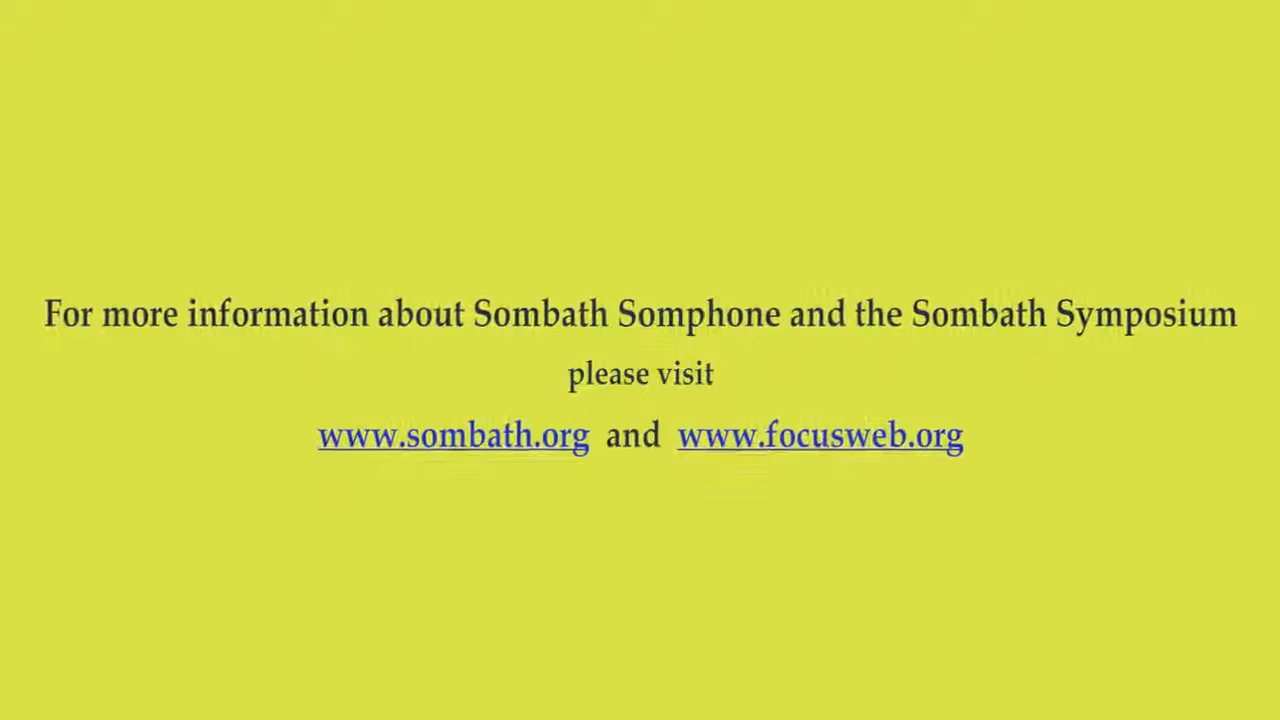 For more information about Sombath Somphone and the Sombath Symposium
please visit
www.sombath.org and www.focusweb.org